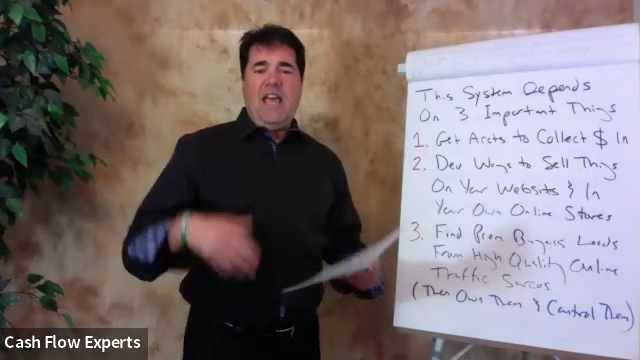 This System Depends
On 3 Important Things
1. Get Accts to Collect $ In
2. Dev Ways to Sell Things
On Your Websites & In
Your Own Online Stores
3. Find Buyers Leads
From High Quality Online
Traffic Sources
(Then Own Them & Control Them)
Cash Flow Experts